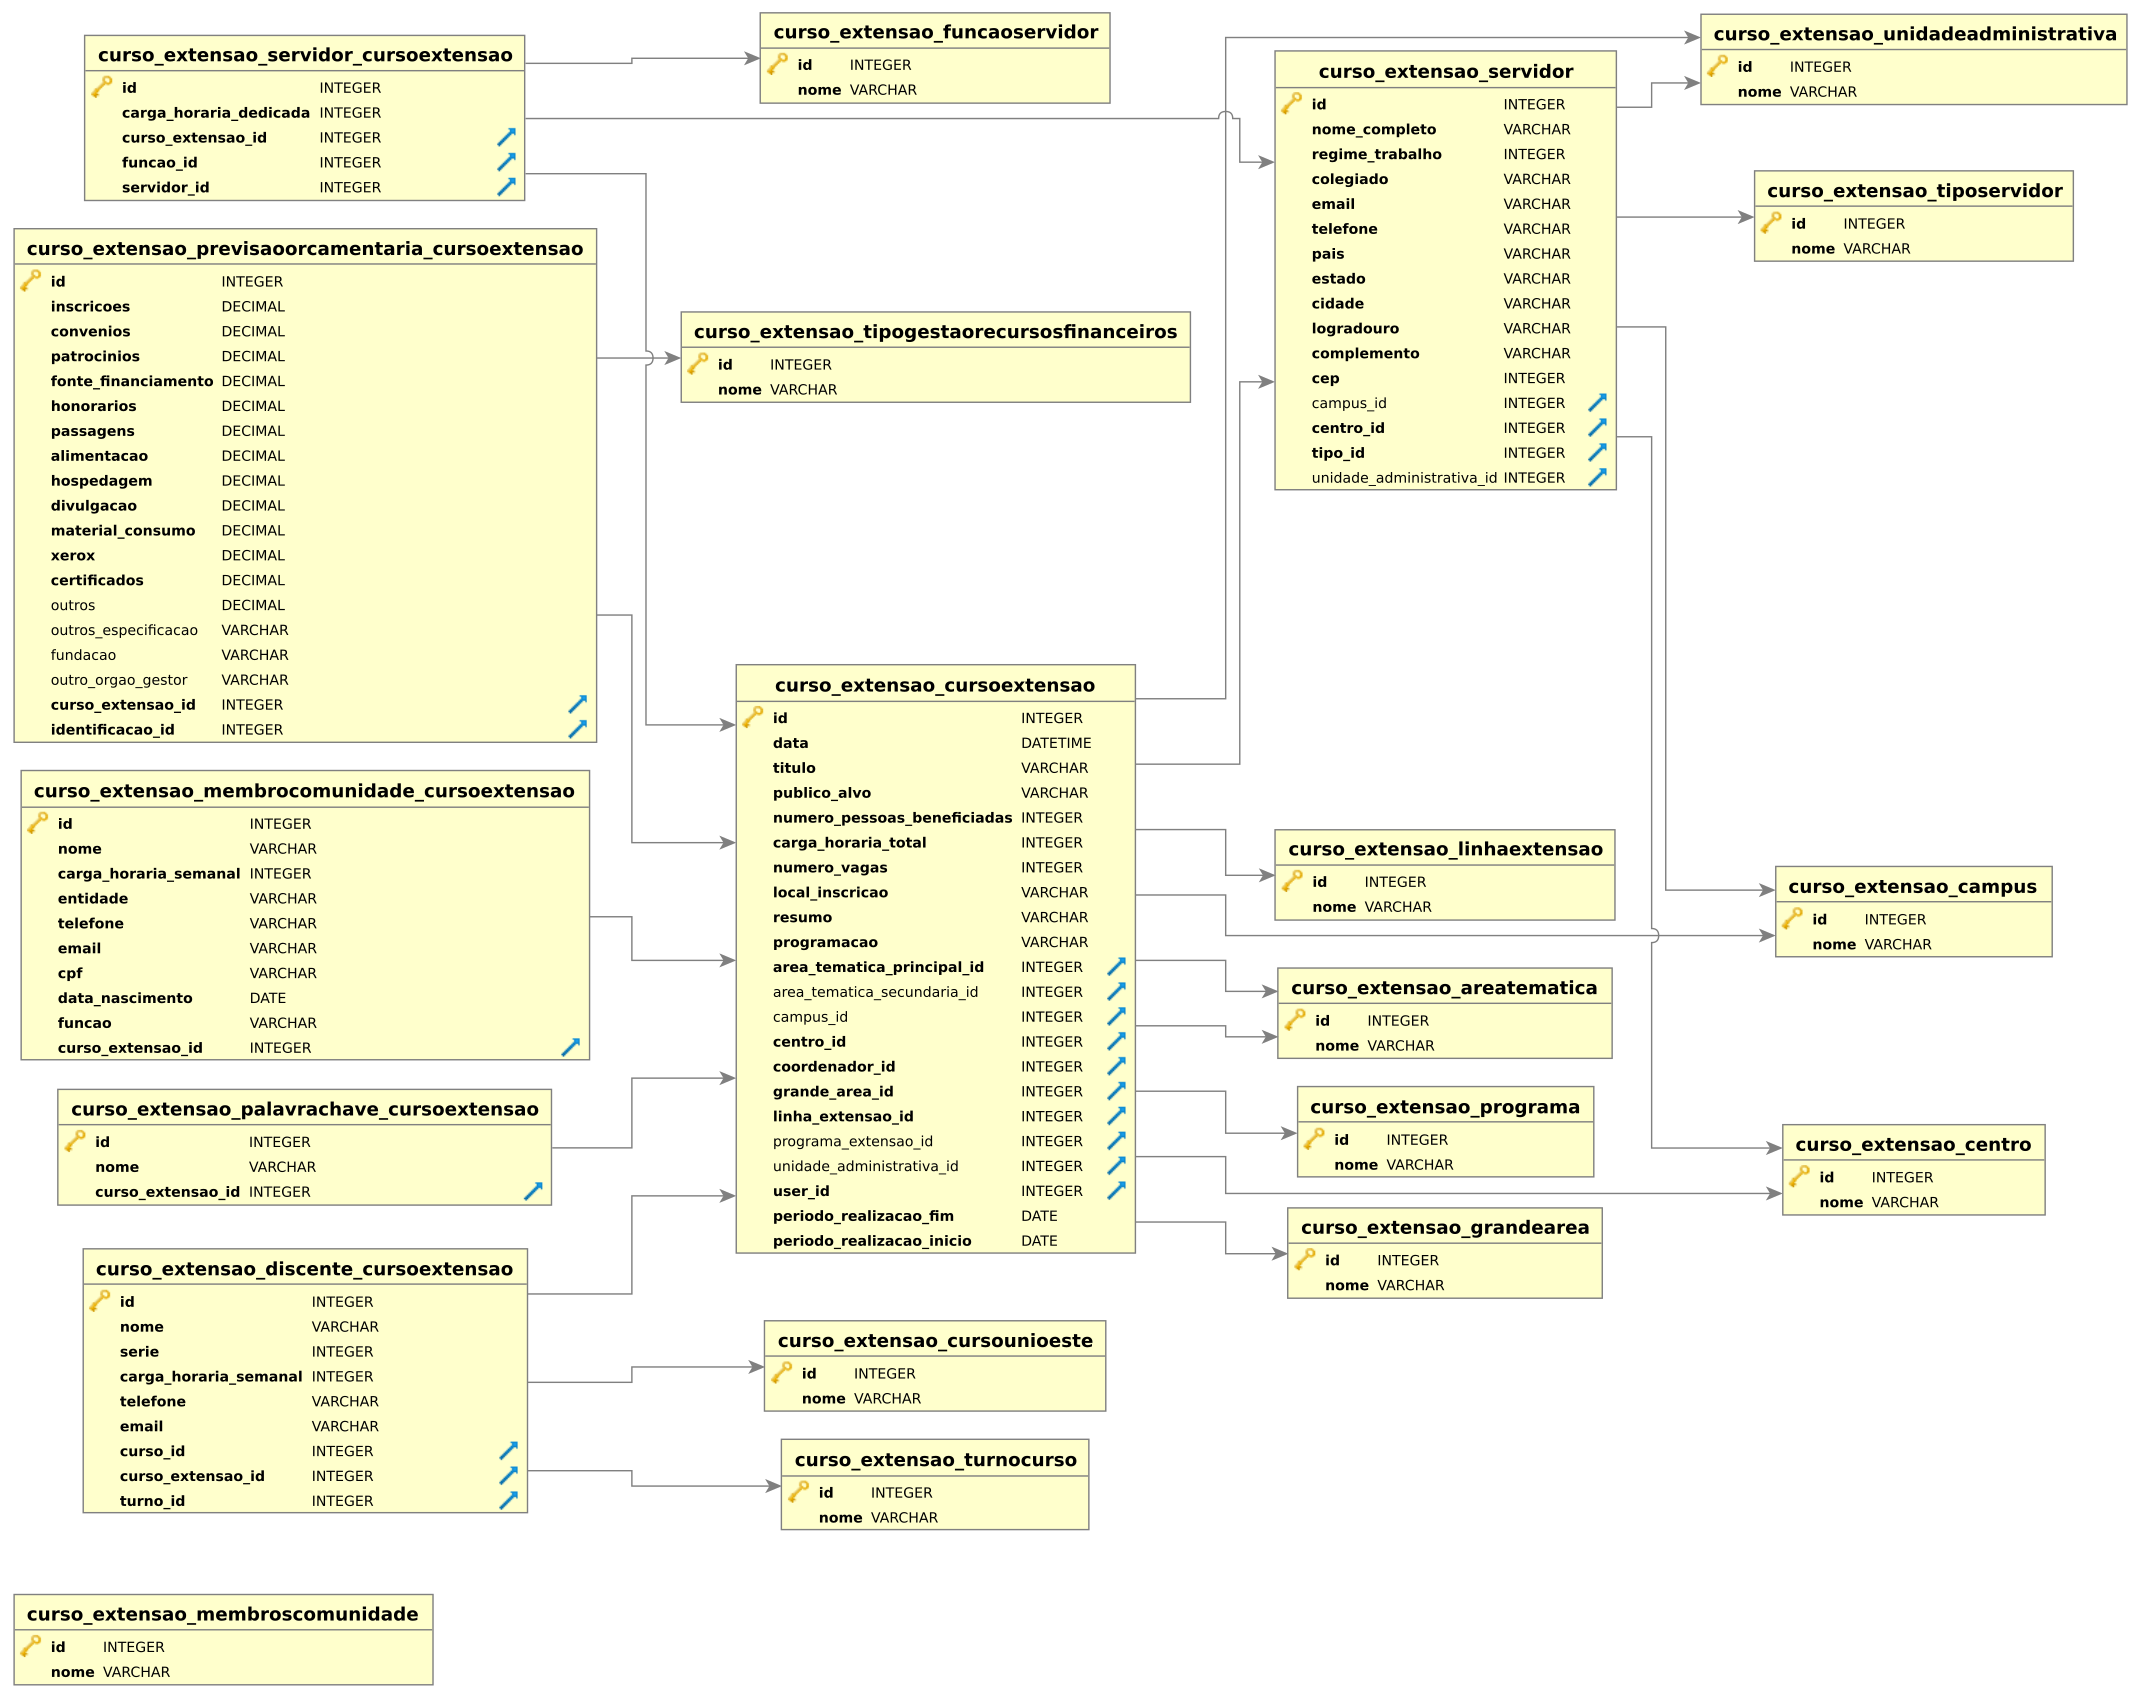 curso_extensao_servidor_cursoextensao
id INTEGER
carga_horaria_dedicada INTEGER
curso_extensao_id INTEGER
funcao_id INTEGER
servidor_id INTEGER
curso_extensao_funcaoservidor
id INTEGER
nome VARCHAR
curso_extensao_servidor
id INTEGER
nome_completo VARCHAR
regime_trabalho INTEGER
colegiado VARCHAR
email VARCHAR
telefone VARCHAR
pais VARCHAR
estado VARCHAR
cidade VARCHAR
logradouro VARCHAR
complemento VARCHAR
cep INTEGER
campus_id INTEGER
centro_id INTEGER
tipo_id INTEGER
unidade_administrativa_id INTEGER
curso_extensao_unidadeadministrativa
id INTEGER
nome VARCHAR
curso_extensao_tiposervidor
id INTEGER
nome VARCHAR
curso_extensao_previsaoorcamentaria_cursoextensao
id INTEGER
inscricoes DECIMAL
convenios DECIMAL
patrocinios DECIMAL
fonte_financiamento DECIMAL
honorarios DECIMAL
passagens DECIMAL
alimentacao DECIMAL
hospedagem DECIMAL
divulgacao DECIMAL
material_consumo DECIMAL
xerox DECIMAL
certificados DECIMAL
outros DECIMAL
outros_especificacao VARCHAR
fundacao VARCHAR
outro_orgao_gestor VARCHAR
curso_extensao_id INTEGER
identificacao_id INTEGER
curso_extensao_tipogestaorecursosfinanceiros
id INTEGER
nome VARCHAR
curso_extensao_cursoextensao
id INTEGER
data DATETIME
titulo VARCHAR
publico_alvo VARCHAR
numero_pessoas_beneficiadas INTEGER
carga_horaria_total INTEGER
numero_vagas INTEGER
local_inscricao VARCHAR
resumo VARCHAR
programacao VARCHAR
area_tematica_principal_id INTEGER
area_tematica_secundaria_id INTEGER
campus_id INTEGER
centro_id INTEGER
coordenador_id INTEGER
grande_area_id INTEGER
linha_extensao_id INTEGER
programa_extensao_id INTEGER
unidade_administrativa_id INTEGER
user_id INTEGER
periodo_realizacao_fim DATE
periodo_realizacao_inicio DATE
curso_extensao_membrocomunidade_cursoextensao
id INTEGER
nome VARCHAR
carga_horaria_semanal INTEGER
entidade VARCHAR
telefone VARCHAR
email VARCHAR
cpf VARCHAR
data_nascimento DATE
funcao VARCHAR
curso_extensao_id INTEGER
curso_extensao_linhaextensao
id INTEGER
nome VARCHAR
curso_extensao_campus
id INTEGER
nome VARCHAR
curso_extensao_areatematica
id INTEGER
nome VARCHAR
curso_extensao_programa
id INTEGER
nome VARCHAR
curso_extensao_centro
id INTEGER
nome VARCHAR
curso_extensao_grandearea
id INTEGER
nome VARCHAR
curso_extensao_palavrachave_cursoextensao
id INTEGER
nome VARCHAR
curso_extensao_id INTEGER
curso_extensao_discente_cursoextensao
id INTEGER
nome VARCHAR
serie INTEGER
carga_horaria_semanal INTEGER
telefone VARCHAR
email VARCHAR
curso_id INTEGER
curso_extensao_id INTEGER
turno_id INTEGER
curso_extensao_cursounioeste
id INTEGER
nome VARCHAR
curso_extensao_turnocurso
id INTEGER
nome VARCHAR
curso_extensao_membroscomunidade
id INTEGER
nome VARCHAR